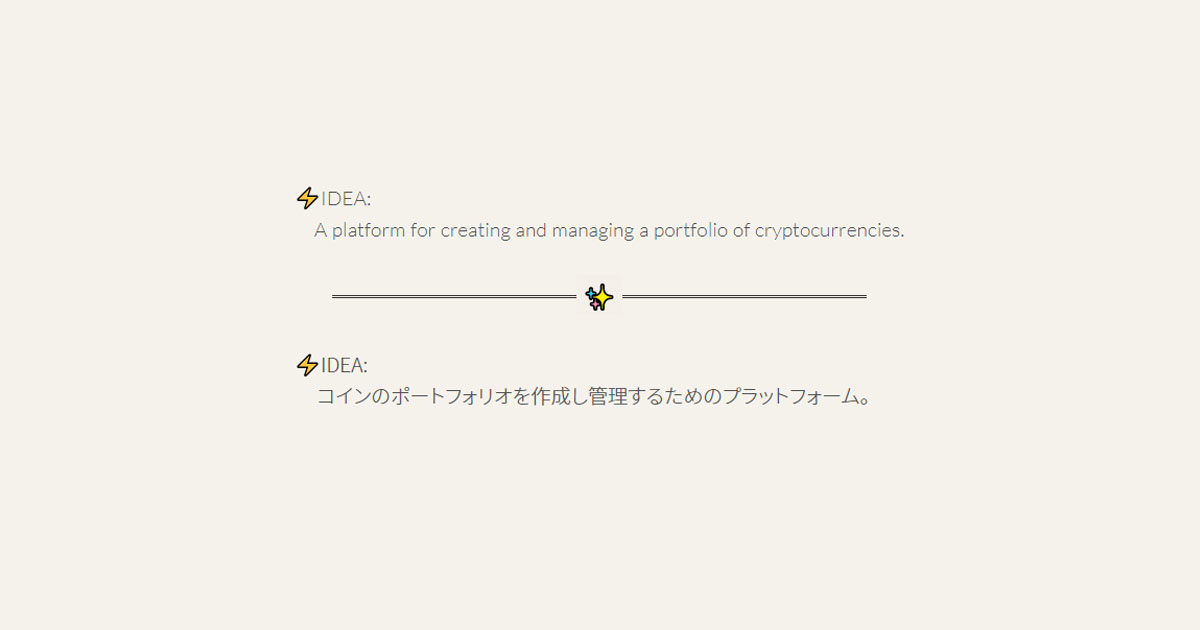 ⚡IDEA:
A platform for creating and managing a portfolio of cryptocurrencies.
⚡IDEA:
コインのポートフォリオを作成し管理するためのプラットフォーム。